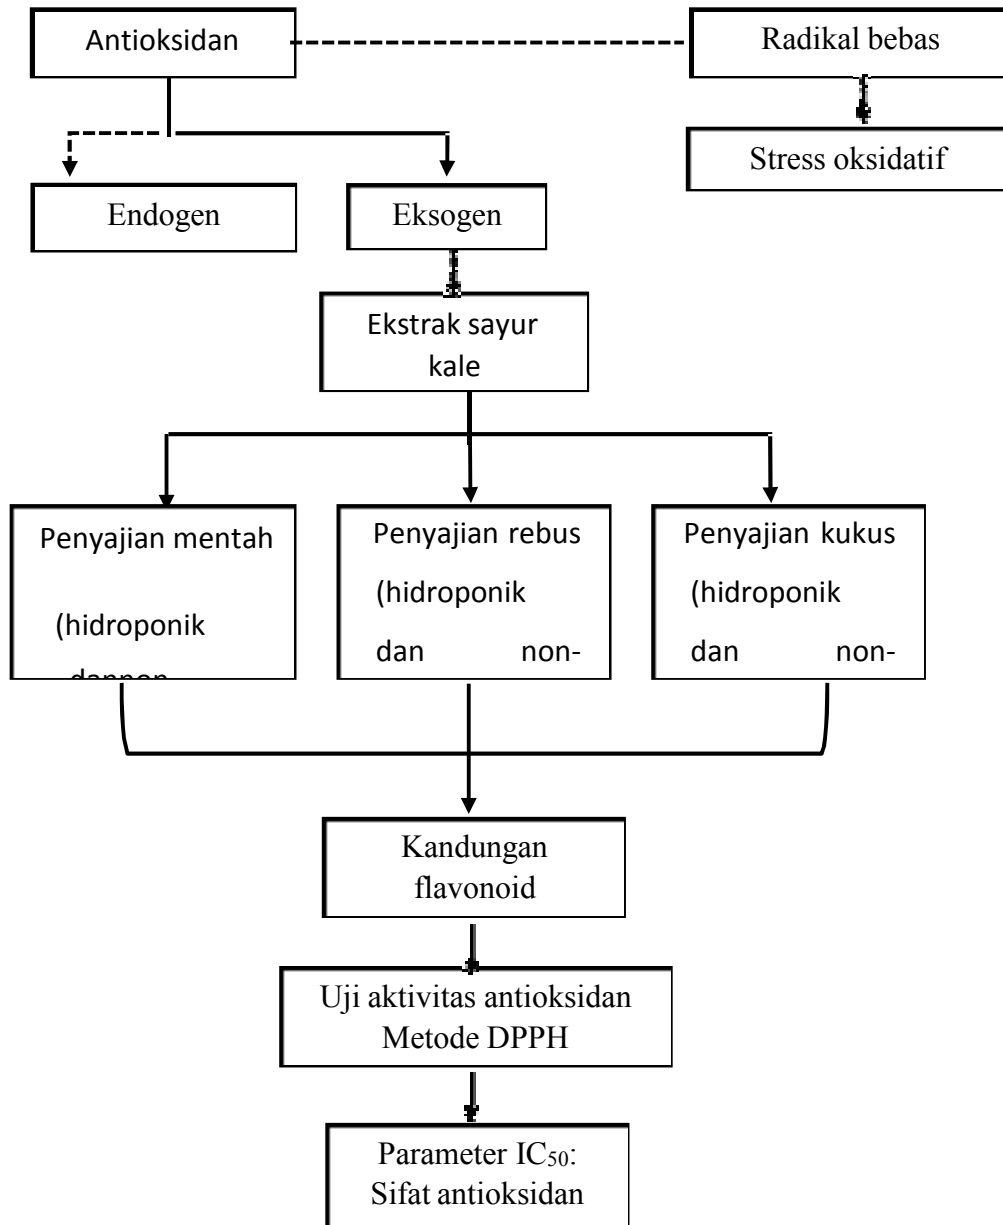 Antioksidan
Radikal bebas
Stress oksidatif
Endogen
Eksogen
Ekstrak sayur
kale
Penyajian mentah
(hidroponik
Penyajian rebus
(hidroponik
dan non-
Penyajian kukus
(hidroponik
dan non-
Kandungan
flavonoid
Uji aktivitas antioksidan
Metode DPPH
Parameter IC₅₀:
Sifat antioksidan